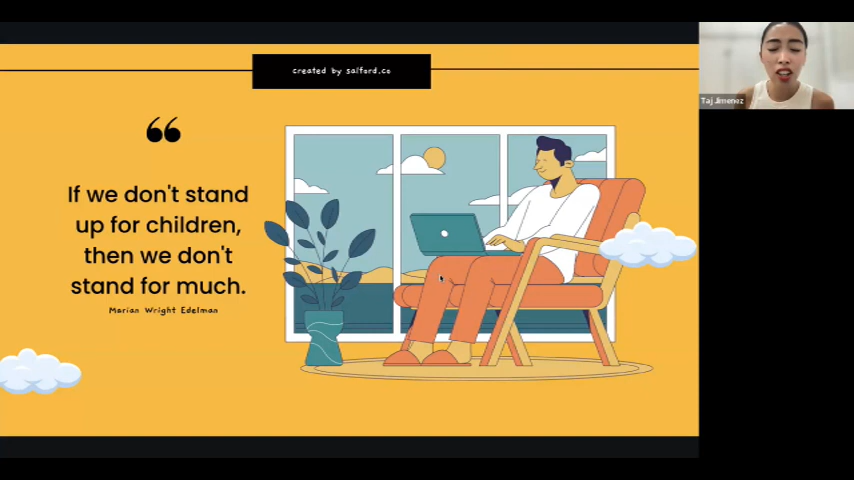 created by salford.co
Taj Jimenez
“
If we don't stand
up for children,
then we don't
stand for much.
Marian Wright Edelman